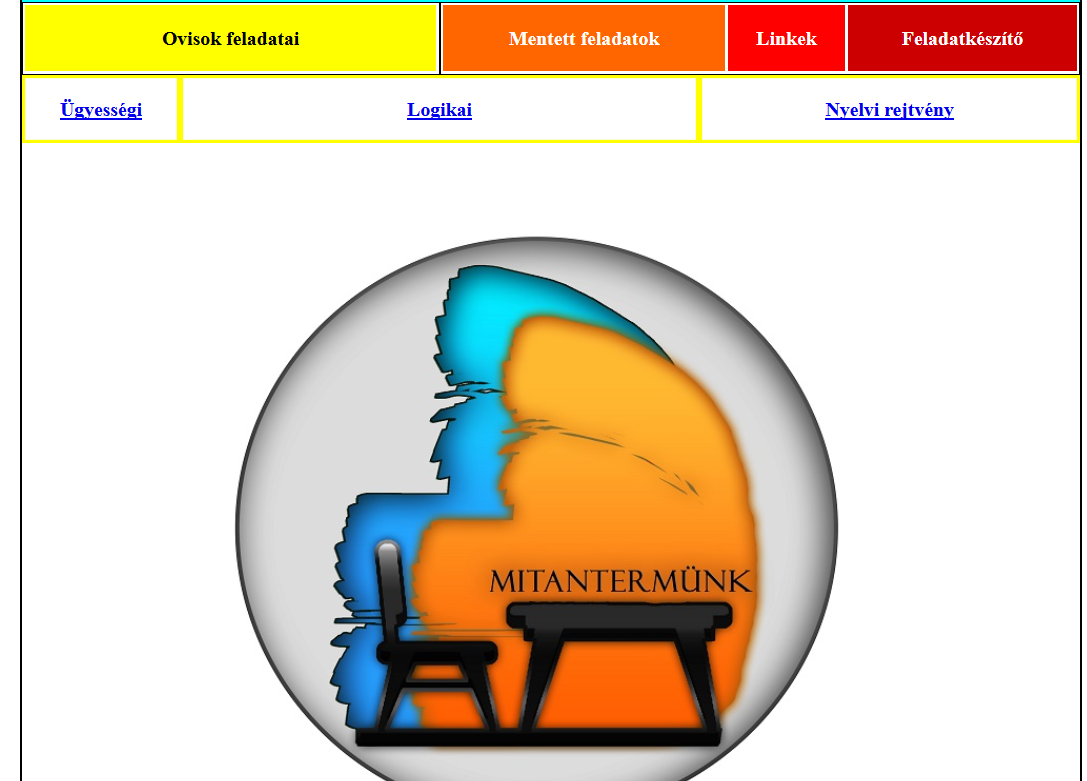 Ovisok feladatai Mentett feladatok Linkek Feladatkészítő
Ügyességi Logikai Nyelvi rejtvény
MITANTERMÜNK